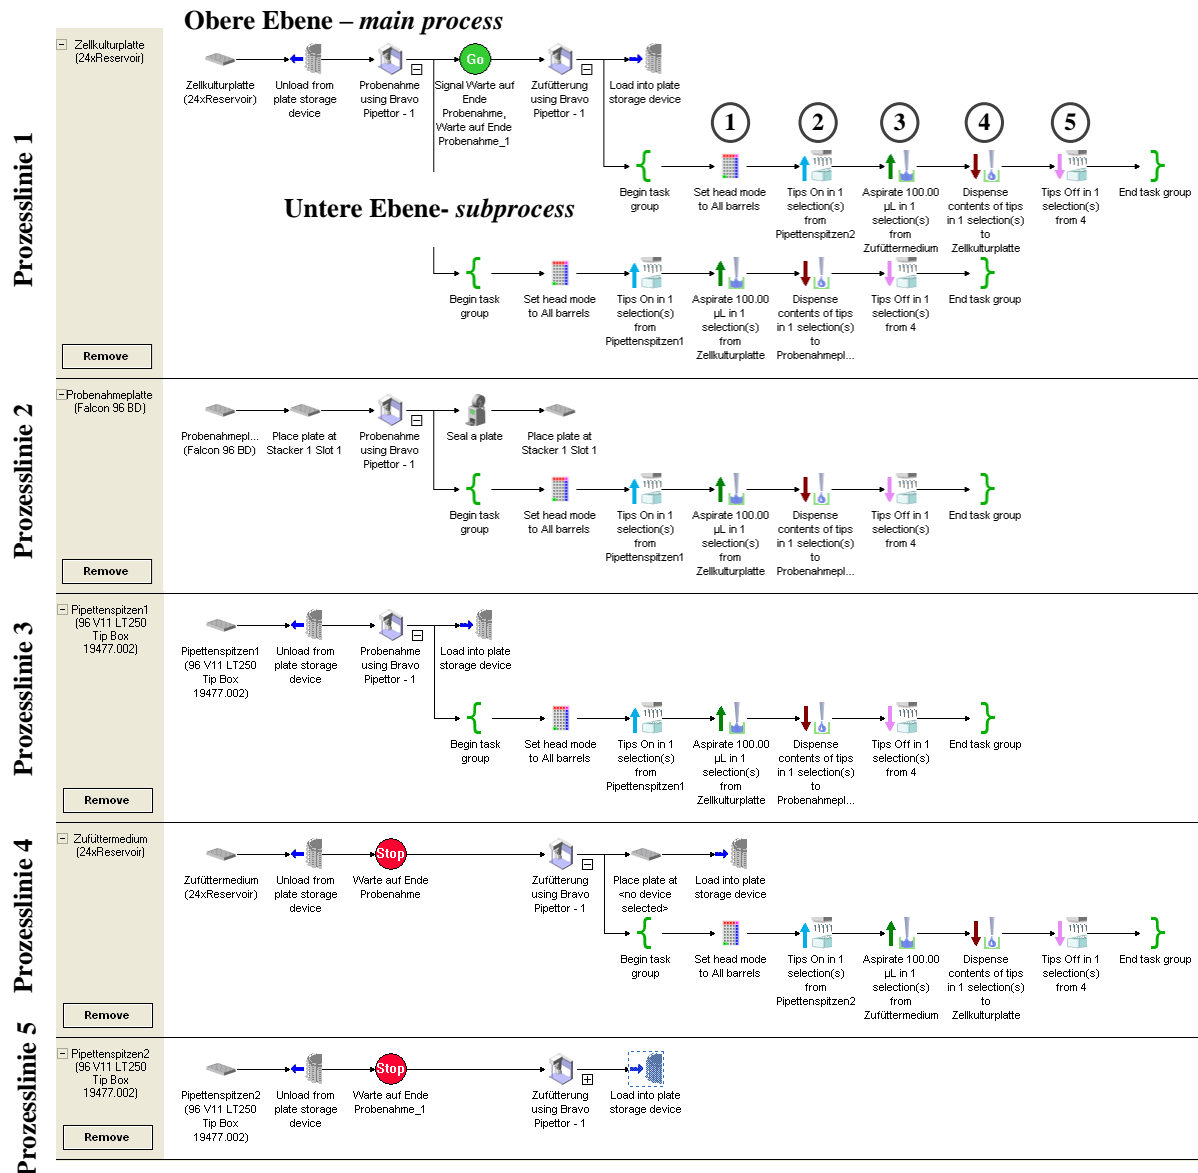 Obere Ebene – main process
Prozesslinie 1
Zellkulturplatte
(24xReservoir)
Zellkulturplatte
(24xReservoir)
Unload from
plate storage
device
Probenahme
using Bravo
Pipettor - 1
Go
Signal Warte auf
Ende
Probenahme,
Warte auf Ende
Probenahme_1
Zufütterung
using Bravo
Pipettor - 1
Load into plate
storage device
1
2
3
4
5
{
Begin task
group
Set head mode
to All barrels
Tips On in 1
selection(s)
from
Pipettenspitzen2
Aspirate 100.00
µL in 1
selection(s)
from
Zufüttermedium
Dispense
contents of tips
in 1 selection(s)
to
Zellkulturplatte
Tips Off in 1
selection(s)
from 4
}
End task group
Untere Ebene- subprocess
{
Begin task
group
Set head mode
to All barrels
Tips On in 1
selection(s)
from
Pipettenspitzen1
Aspirate 100.00
µL in 1
selection(s)
from
Zellkulturplatte
Dispense
contents of tips
in 1 selection(s)
to
Probenahmepl...
Tips Off in 1
selection(s)
from 4
}
End task group
Remove
Prozesslinie 2
Probenahmeplatte
(Falcon 96 BD)
Probenahmepl...
(Falcon 96 BD)
Place plate at
Stacker 1 Slot 1
Probenahme
using Bravo
Pipettor - 1
Seal a plate
Place plate at
Stacker 1 Slot 1
{
Begin task
group
Set head mode
to All barrels
Tips On in 1
selection(s)
from
Pipettenspitzen1
Aspirate 100.00
µL in 1
selection(s)
from
Zellkulturplatte
Dispense
contents of tips
in 1 selection(s)
to
Probenahmepl...
Tips Off in 1
selection(s)
from 4
}
End task group
Remove
Prozesslinie 3
Pipettenspitzen1
(96 V11 LT250
Tip Box
19477.002)
Pipettenspitzen1
(96 V11 LT250
Tip Box
19477.002)
Unload from
plate storage
device
Probenahme
using Bravo
Pipettor - 1
Load into plate
storage device
{
Begin task
group
Set head mode
to All barrels
Tips On in 1
selection(s)
from
Pipettenspitzen1
Aspirate 100.00
µL in 1
selection(s)
from
Zellkulturplatte
Dispense
contents of tips
in 1 selection(s)
to
Probenahmepl...
Tips Off in 1
selection(s)
from 4
}
End task group
Remove
Prozesslinie 4
Zufüttermedium
(24xReservoir)
Zufüttermedium
(24xReservoir)
Unload from
plate storage
device
Stop
Warte auf Ende
Probenahme
Zufütterung
using Bravo
Pipettor - 1
Place plate at
<no device
selected>
Load into plate
storage device
{
Begin task
group
Set head mode
to All barrels
Tips On in 1
selection(s)
from
Pipettenspitzen2
Aspirate 100.00
µL in 1
selection(s)
from
Zufüttermedium
Dispense
contents of tips
in 1 selection(s)
to
Zellkulturplatte
Tips Off in 1
selection(s)
from 4
}
End task group
Remove
Prozesslinie 5
Pipettenspitzen2
(96 V11 LT250
Tip Box
19477.002)
Pipettenspitzen2
(96 V11 LT250
Tip Box
19477.002)
Unload from
plate storage
device
Stop
Warte auf Ende
Probenahme_1
Zufütterung
using Bravo
Pipettor - 1
Load into plate
storage device
Remove